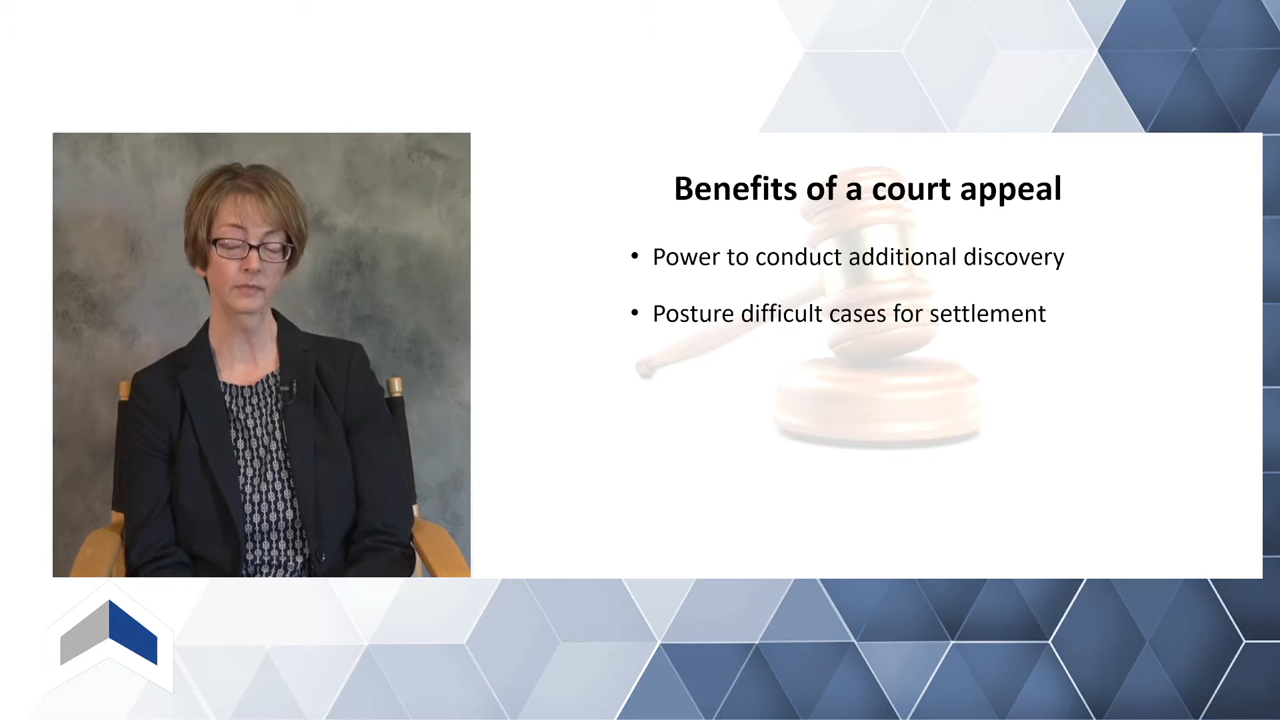 Benefits of a court appeal
• Power to conduct additional discovery
• Posture difficult cases for settlement